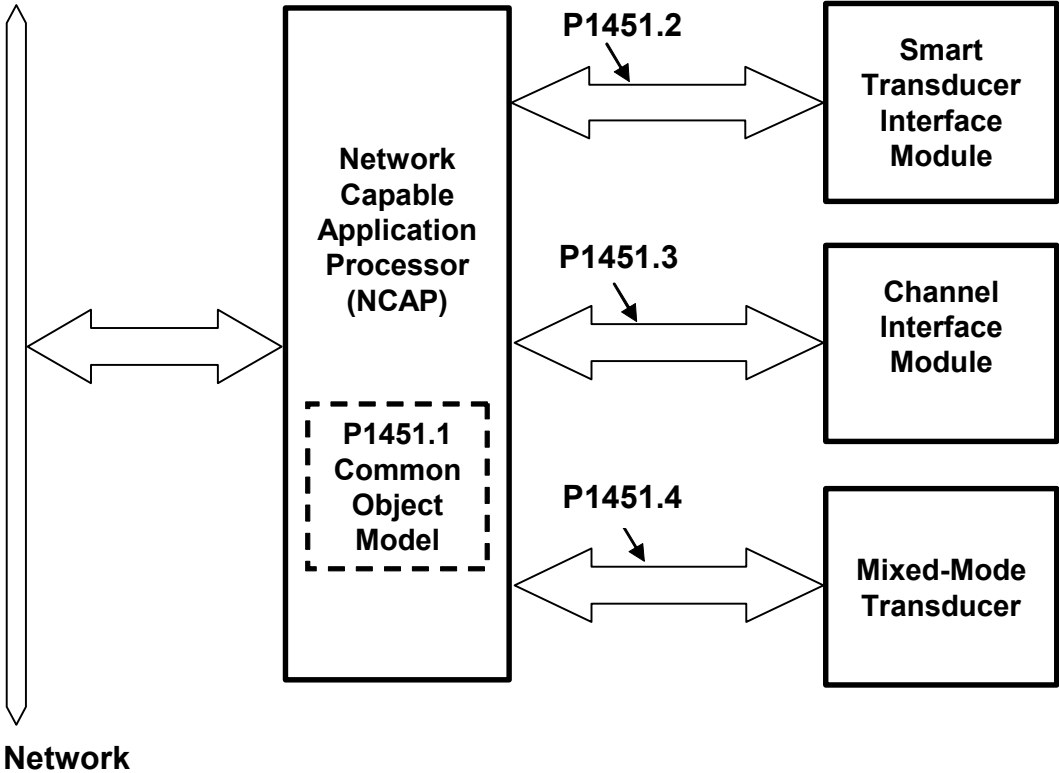 P1451.2
Smart
Transducer
Interface
Module
Network
Capable
Application
Processor
(NCAP)
P1451.3
Channel
Interface
Module
P1451.1
Common
Object
Model
P1451.4
Mixed-Mode
Transducer
Network